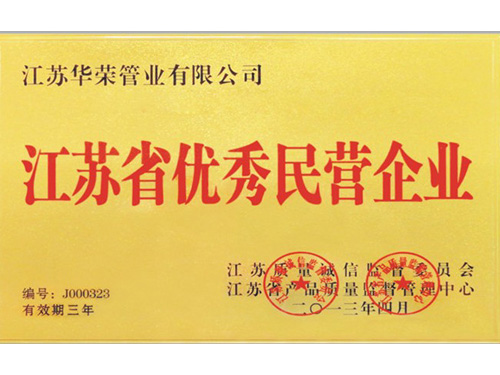 江苏华荣管业有限公司
江苏省优秀民营企业
江苏质量诚信监督委员会
江苏省产品质量监督管理中心
二〇一三年四月
编号：J000323
有效期三年